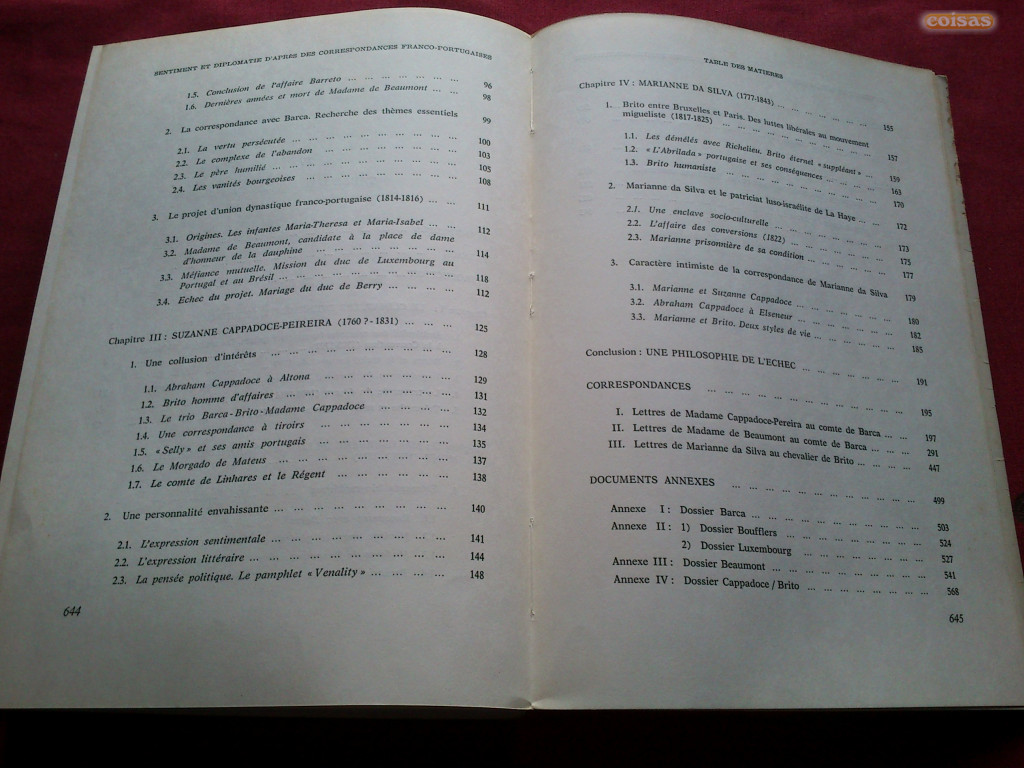 SENTIMENT ET DIPLOMATIE D'APRÈS DES CORRESPONDANCES FRANCO-PORTUGAISES
1.5. Conclusion de l'affaire Barreto ... ... ... ... ... ... ... 96
1.6. Dernières années et mort de Madame de Beaumont ... ... 98
2. La correspondance avec Barca. Recherche des thèmes essentiels 99
2.1. La vertu persécutée ... ... ... ... ... ... ... ... ... 100
2.2. Le complexe de l'abandon ... ... ... ... ... ... ... 103
2.3. Le père humilié ... ... ... ... ... ... ... ... ... ... 105
2.4. Les vanités bourgeoises ... ... ... ... ... ... ... ... 108
3. Le projet d'union dynastique franco-portugaise (1814-1816) ... ... 111
3.1. Origines. Les infantes Maria-Theresa et Maria-Isabel ... ... 112
3.2. Madame de Beaumont, candidate à la place de dame
d'honneur de la dauphine ... ... ... ... ... ... ... ... 114
3.3. Méfiance mutuelle. Mission du duc de Luxembourg au
Portugal et au Brésil ... ... ... ... ... ... ... ... ... 118
3.4. Echec du projet. Mariage du duc de Berry ... ... ... ... 112
Chapitre III : SUZANNE CAPPADOCE-PEIREIRA (1760 ? - 1831) ... ... ... 125
1. Une collusion d'intérêts ... ... ... ... ... ... ... ... ... 128
1.1. Abraham Cappadoce à Altona ... ... ... ... ... ... ... 129
1.2. Brito homme d'affaires ... ... ... ... ... ... ... ... 131
1.3. Le trio Barca - Brito - Madame Cappadoce ... ... ... ... 132
1.4. Une correspondance à tiroirs ... ... ... ... ... ... ... 134
1.5. « Selly » et ses amis portugais ... ... ... ... ... ... ... 135
1.6. Le Morgado de Mateus ... ... ... ... ... ... ... ... 137
1.7. Le comte de Linhares et le Régent ... ... ... ... ... ... 138
2. Une personnalité envahissante ... ... ... ... ... ... ... ... 140
2.1. L'expression sentimentale ... ... ... ... ... ... ... ... 141
2.2. L'expression littéraire ... ... ... ... ... ... ... ... ... 144
2.3. La pensée politique. Le pamphlet « Venality » ... ... ... ... 148
644
TABLE DES MATIÈRES
Chapitre IV : MARIANNE DA SILVA (1777-1843) ... ... ... ... ... ... 155
1. Brito entre Bruxelles et Paris. Des luttes libérales au mouvement
migueliste (1817-1825) ... ... ... ... ... ... ... ... ... 157
1.1. Les démêlés avec Richelieu. Brito éternel « suppléant » ... 159
1.2. « L'Abrilada » portugaise et ses conséquences ... ... ... ... 163
1.3. Brito humaniste ... ... ... ... ... ... ... ... ... 170
2. Marianne da Silva et le patriciat luso-israélite de La Haye ... ... 172
2.1. Une enclave socio-culturelle ... ... ... ... ... ... ... 173
2.2. L'affaire des conversions (1822) ... ... ... ... ... ... 175
2.3. Marianne prisonnière de sa condition ... ... ... ... ... 177
3. Caractère intimiste de la correspondance de Marianne da Silva 179
3.1. Marianne et Suzanne Cappadoce ... ... ... ... ... ... 180
3.2. Abraham Cappadoce à Elseneur ... ... ... ... ... ... 182
3.3. Marianne et Brito. Deux styles de vie ... ... ... ... ... 185
Conclusion : UNE PHILOSOPHIE DE L'ECHEC ... ... ... ... ... ... 191
CORRESPONDANCES ... ... ... ... ... ... ... ... ... ... 195
I. Lettres de Madame Cappadoce-Pereira au comte de Barca ... ... 197
II. Lettres de Madame de Beaumont au comte de Barca ... ... ... 291
III. Lettres de Marianne da Silva au chevalier de Brito ... ... ... ... 447
DOCUMENTS ANNEXES ... ... ... ... ... ... ... ... ... 499
Annexe I : Dossier Barca ... ... ... ... ... ... ... ... ... ... 503
Annexe II : 1) Dossier Boufflers ... ... ... ... ... ... ... ... 524
2) Dossier Luxembourg ... ... ... ... ... ... ... ... 527
Annexe III : Dossier Beaumont ... ... ... ... ... ... ... ... ... 541
Annexe IV : Dossier Cappadoce / Brito ... ... ... ... ... ... ... 568
645
coisas